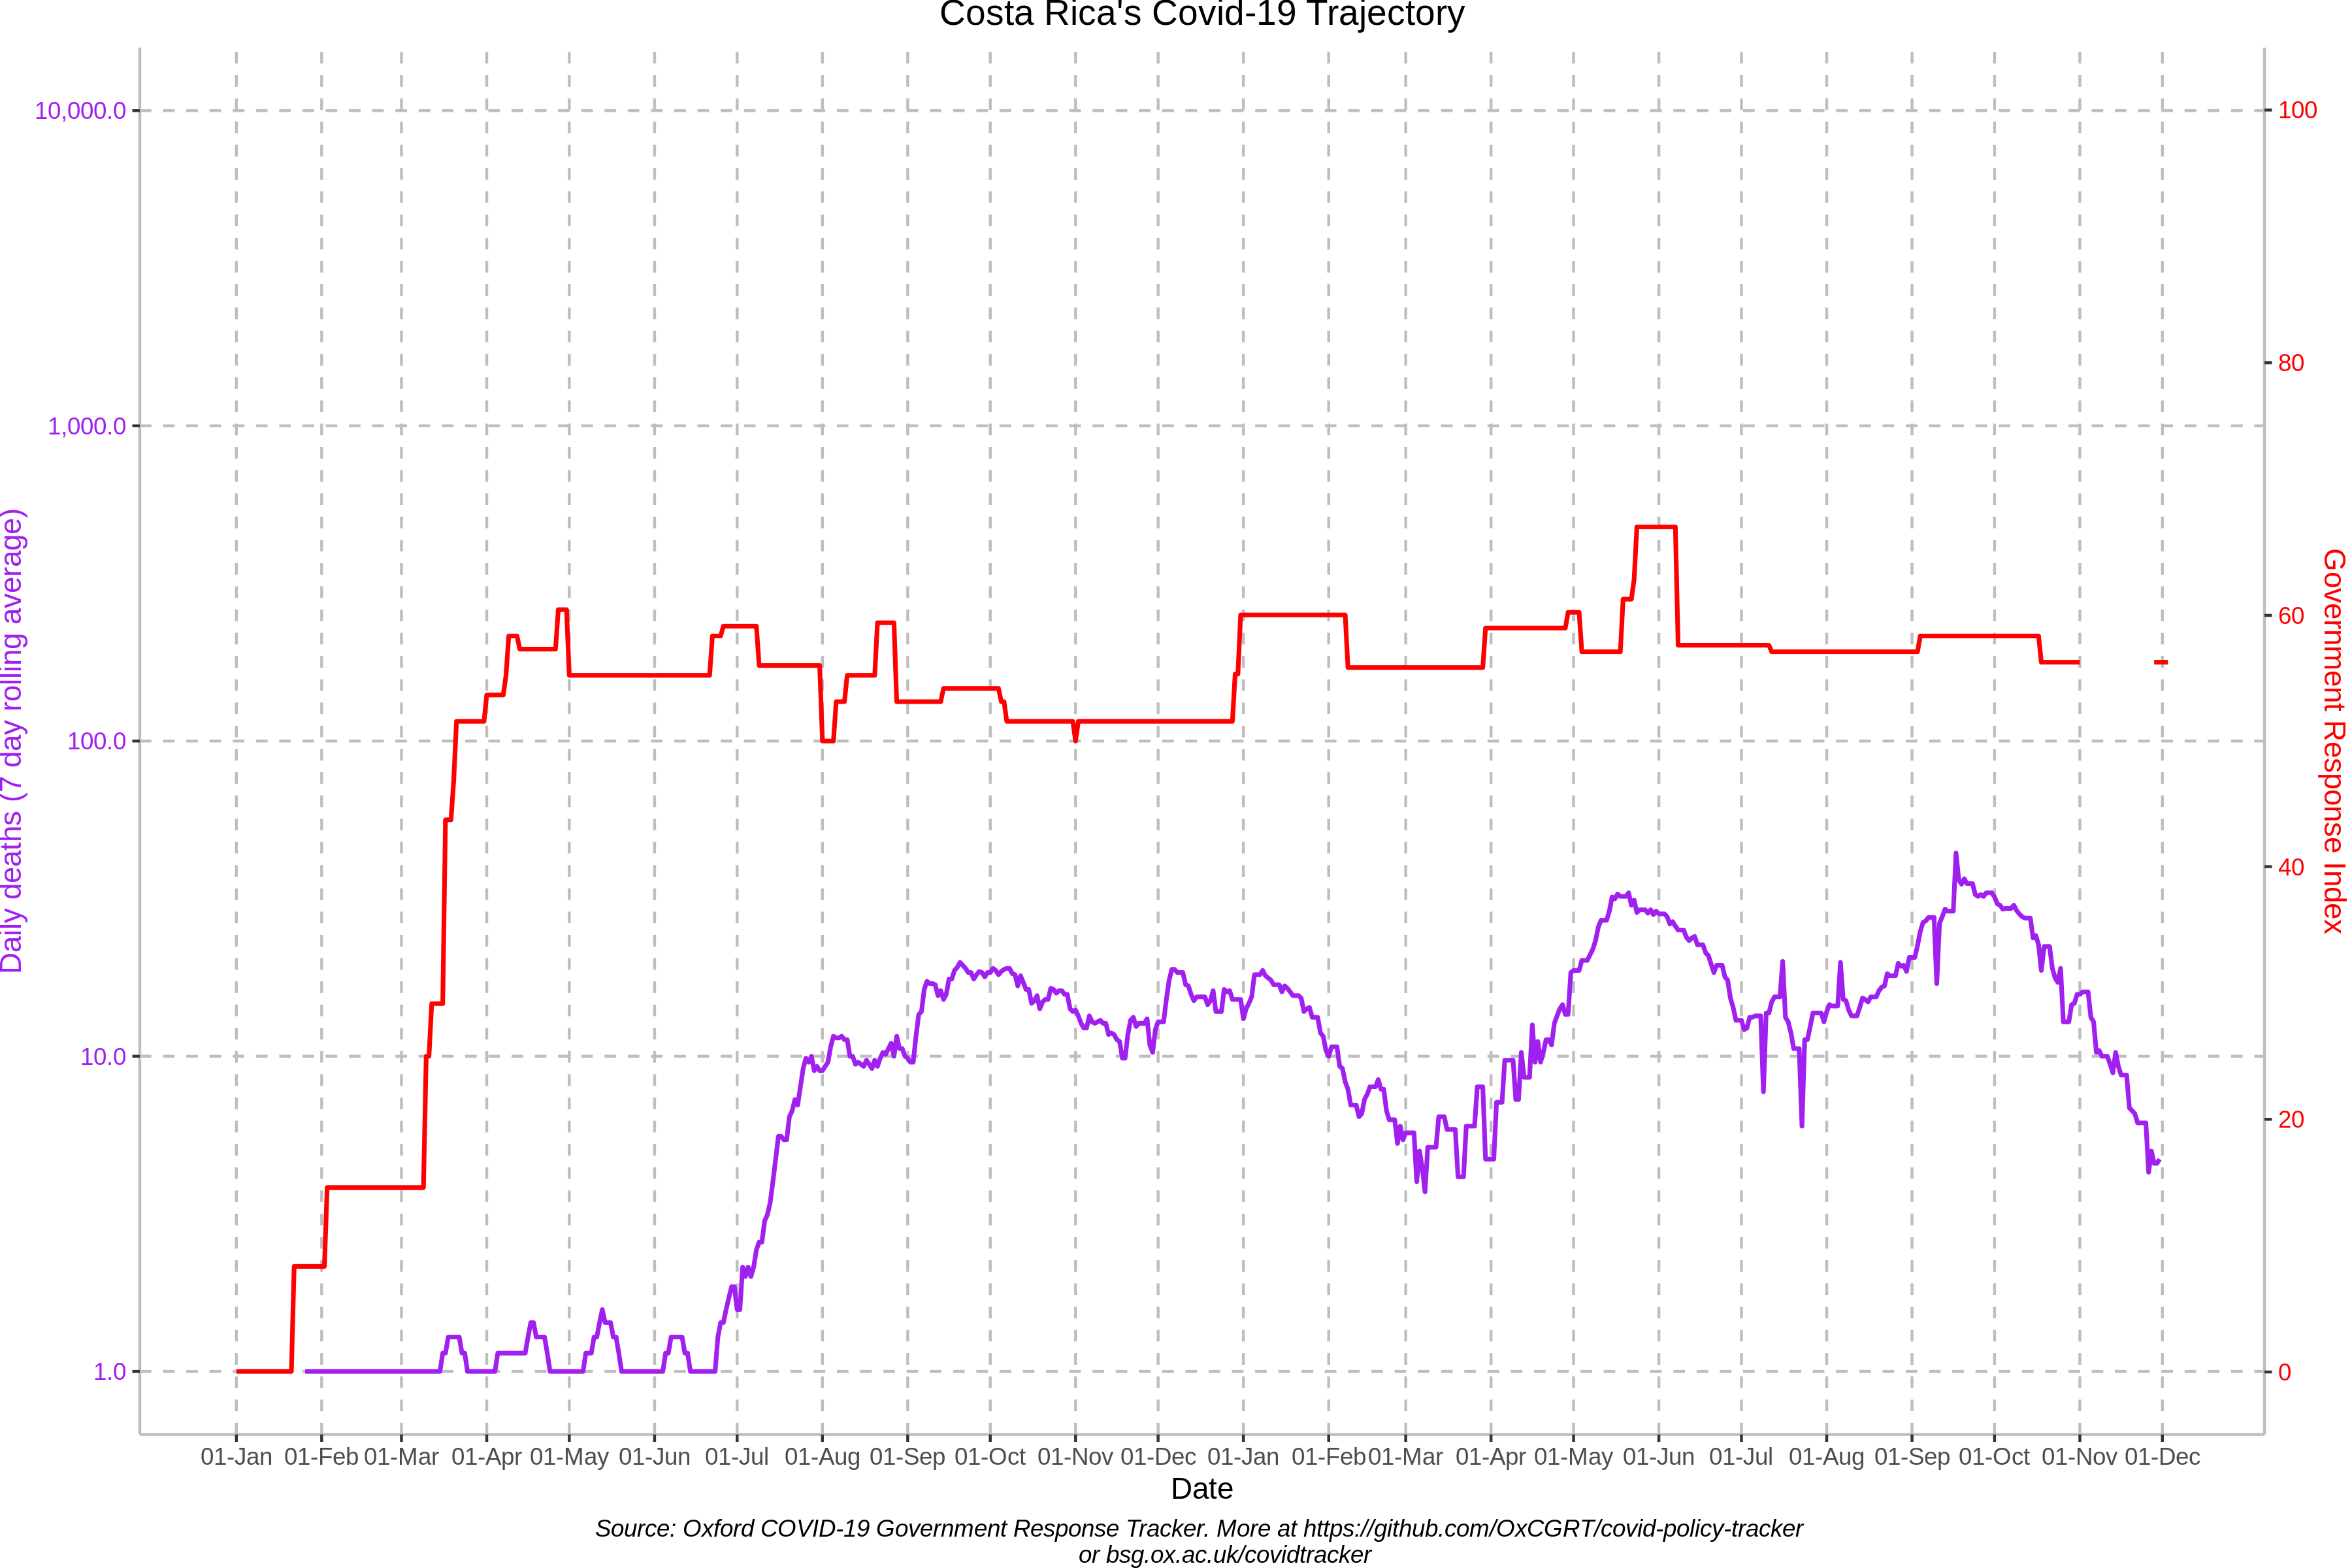 Costa Rica's Covid-19 Trajectory
10,000.0
1,000.0
100.0
10.0
1.0
Daily deaths (7 day rolling average)
100
80
60
40
20
0
Government Response Index
01-Jan 01-Feb 01-Mar 01-Apr 01-May 01-Jun 01-Jul 01-Aug 01-Sep 01-Oct 01-Nov 01-Dec 01-Jan 01-Feb 01-Mar 01-Apr 01-May 01-Jun 01-Jul 01-Aug 01-Sep 01-Oct 01-Nov 01-Dec
Date
Source: Oxford COVID-19 Government Response Tracker. More at https://github.com/OxCGRT/covid-policy-tracker
or bsg.ox.ac.uk/covidtracker